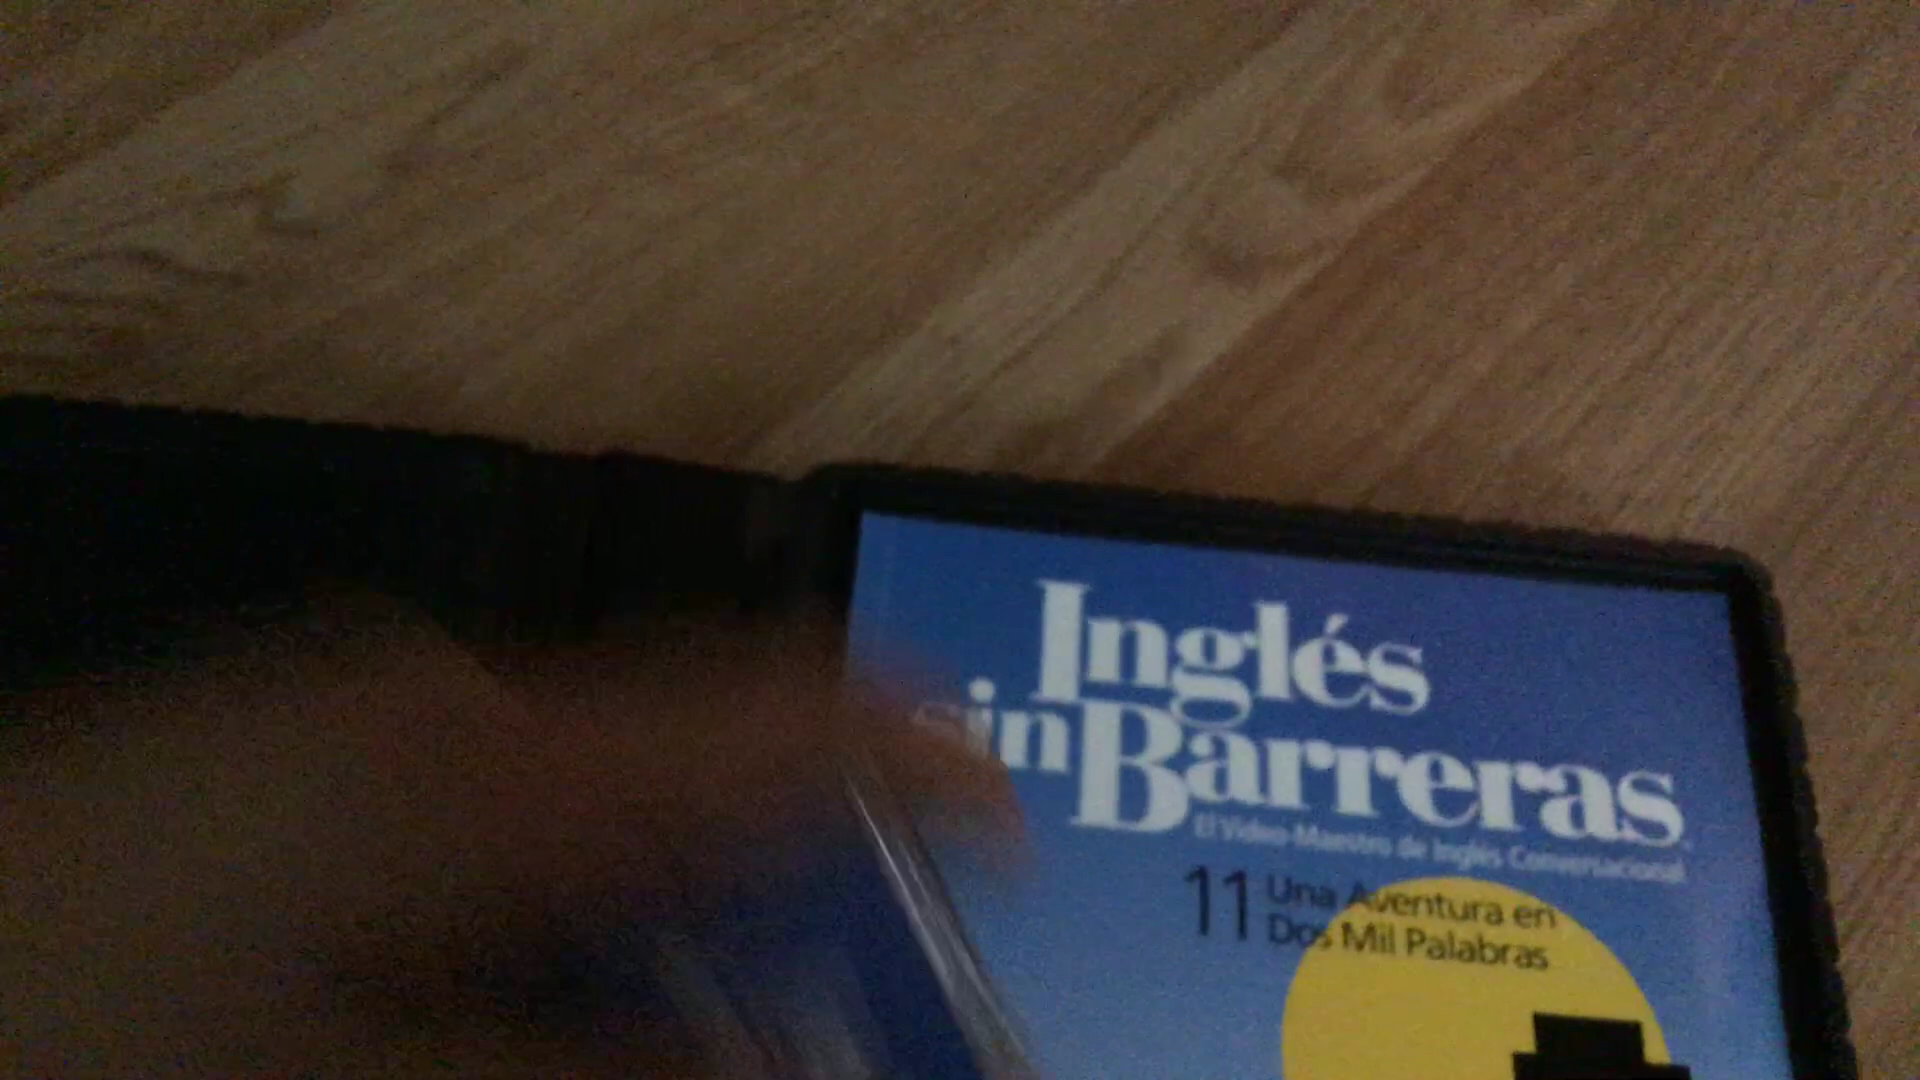 Inglés
sin Barreras
El Video-Maestro de Inglés Conversacional
11 Una Aventura en
Dos Mil Palabras